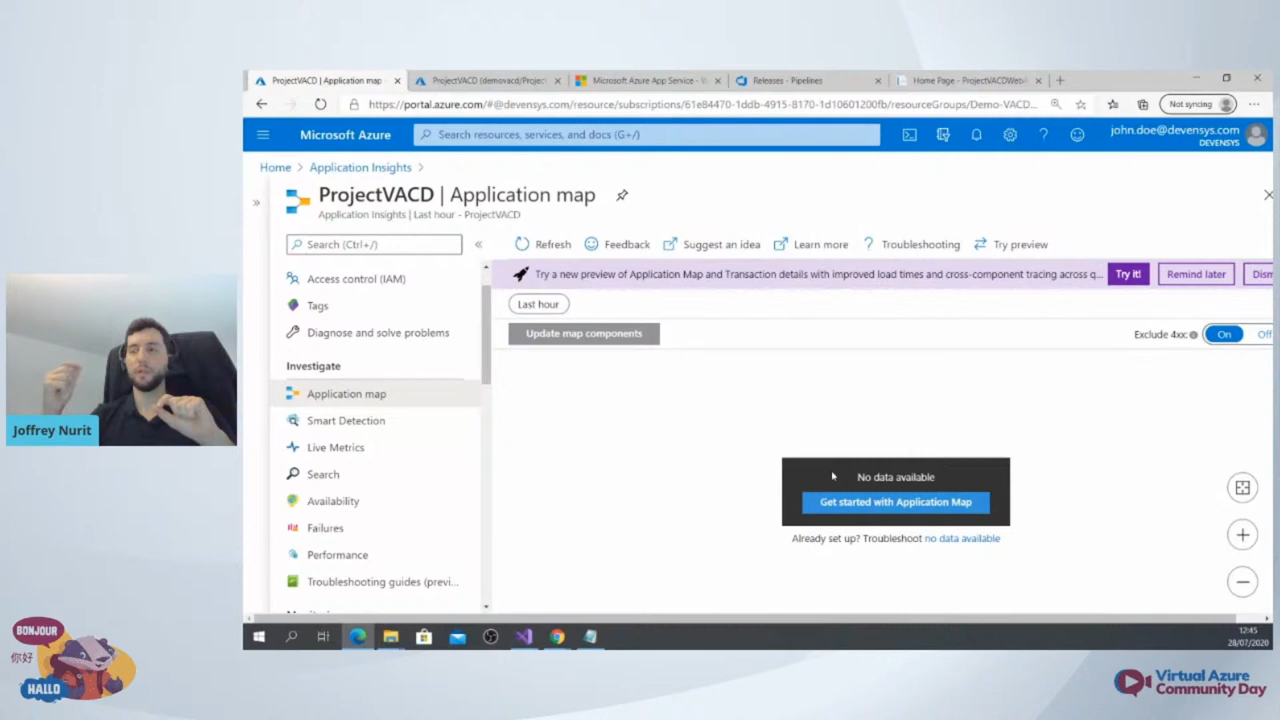 ProjectVACD | Application map
ProjectVACD (demovacd/Project
Microsoft Azure App Service -
Releases - Pipelines
Home Page - ProjectVACDWeb
https://portal.azure.com/#@devensys.com/resource/subscriptions/61e84470-1ddb-4915-8170-1d10601200fb/resourceGroups/Demo-VACD...
Not syncing
Microsoft Azure
Search resources, services, and docs (G+/)
john.doe@devensys.com
DEVENSYS
Home > Application Insights >
ProjectVACD | Application map
Application Insights | Last hour - ProjectVACD
Search (Ctrl+/)
Refresh
Feedback
Suggest an idea
Learn more
Troubleshooting
Try preview
Access control (IAM)
Tags
Diagnose and solve problems
Investigate
Application map
Smart Detection
Live Metrics
Search
Availability
Failures
Performance
Troubleshooting guides (previ...
Try a new preview of Application Map and Transaction details with improved load times and cross-component tracing across q...
Try it!
Remind later
Dism
Last hour
Update map components
Exclude 4xx:
On
Off
No data available
Get started with Application Map
Already set up? Troubleshoot no data available
12:45
28/07/2020
Joffrey Nurit
BONJOUR
你好
HALLO
Virtual Azure
Community Day